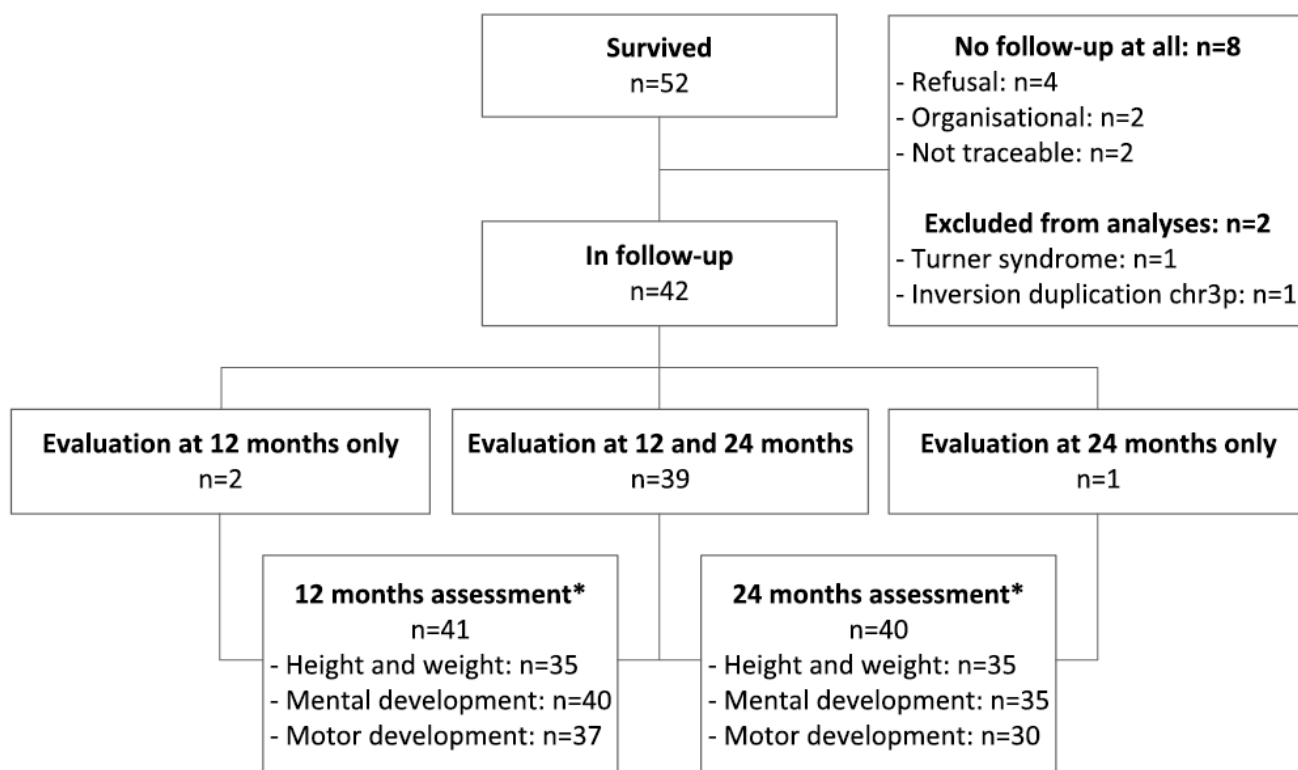 Survived
n=52
No follow-up at all: n=8
- Refusal: n=4
- Organisational: n=2
- Not traceable: n=2
Excluded from analyses: n=2
- Turner syndrome: n=1
- Inversion duplication chr3p: n=1
In follow-up
n=42
Evaluation at 12 months only
n=2
Evaluation at 12 and 24 months
n=39
Evaluation at 24 months only
n=1
12 months assessment*
n=41
- Height and weight: n=35
- Mental development: n=40
- Motor development: n=37
24 months assessment*
n=40
- Height and weight: n=35
- Mental development: n=35
- Motor development: n=30